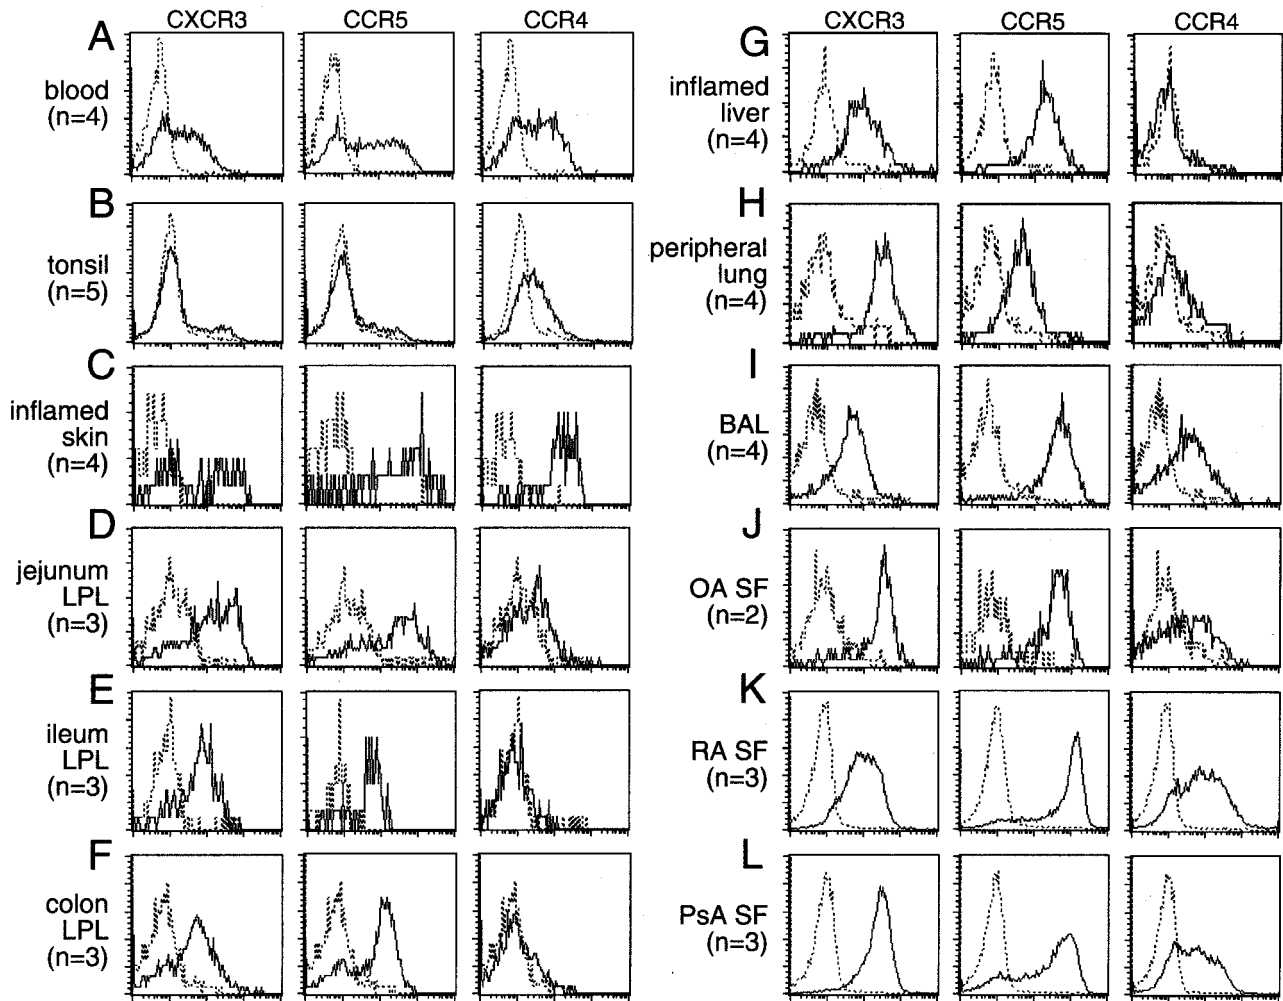 CXCR3 CCR5 CCR4
A
blood
(n=4)
B
tonsil
(n=5)
C
inflamed
skin
(n=4)
D
jejunum
LPL
(n=3)
E
ileum
LPL
(n=3)
F
colon
LPL
(n=3)
CXCR3 CCR5 CCR4
G
inflamed
liver
(n=4)
H
peripheral
lung
(n=4)
I
BAL
(n=4)
J
OA SF
(n=2)
K
RA SF
(n=3)
L
PsA SF
(n=3)